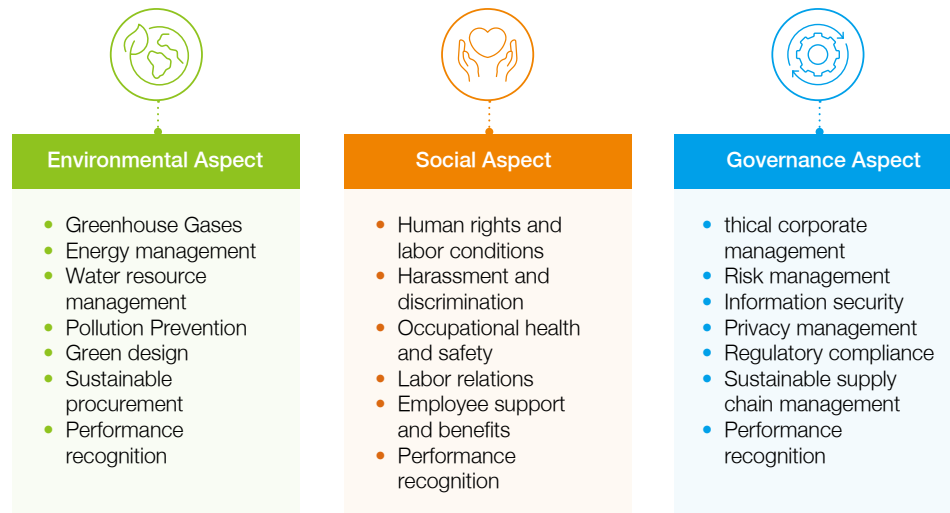 Environmental Aspect
Greenhouse Gases
Energy management
Water resource
management
Pollution Prevention
Green design
Sustainable
procurement
Performance
recognition
Social Aspect
Human rights and
labor conditions
Harassment and
discrimination
Occupational health
and safety
Labor relations
Employee support
and benefits
Performance
recognition
Governance Aspect
thical corporate
management
Risk management
Information security
Privacy management
Regulatory compliance
Sustainable supply
chain management
Performance
recognition